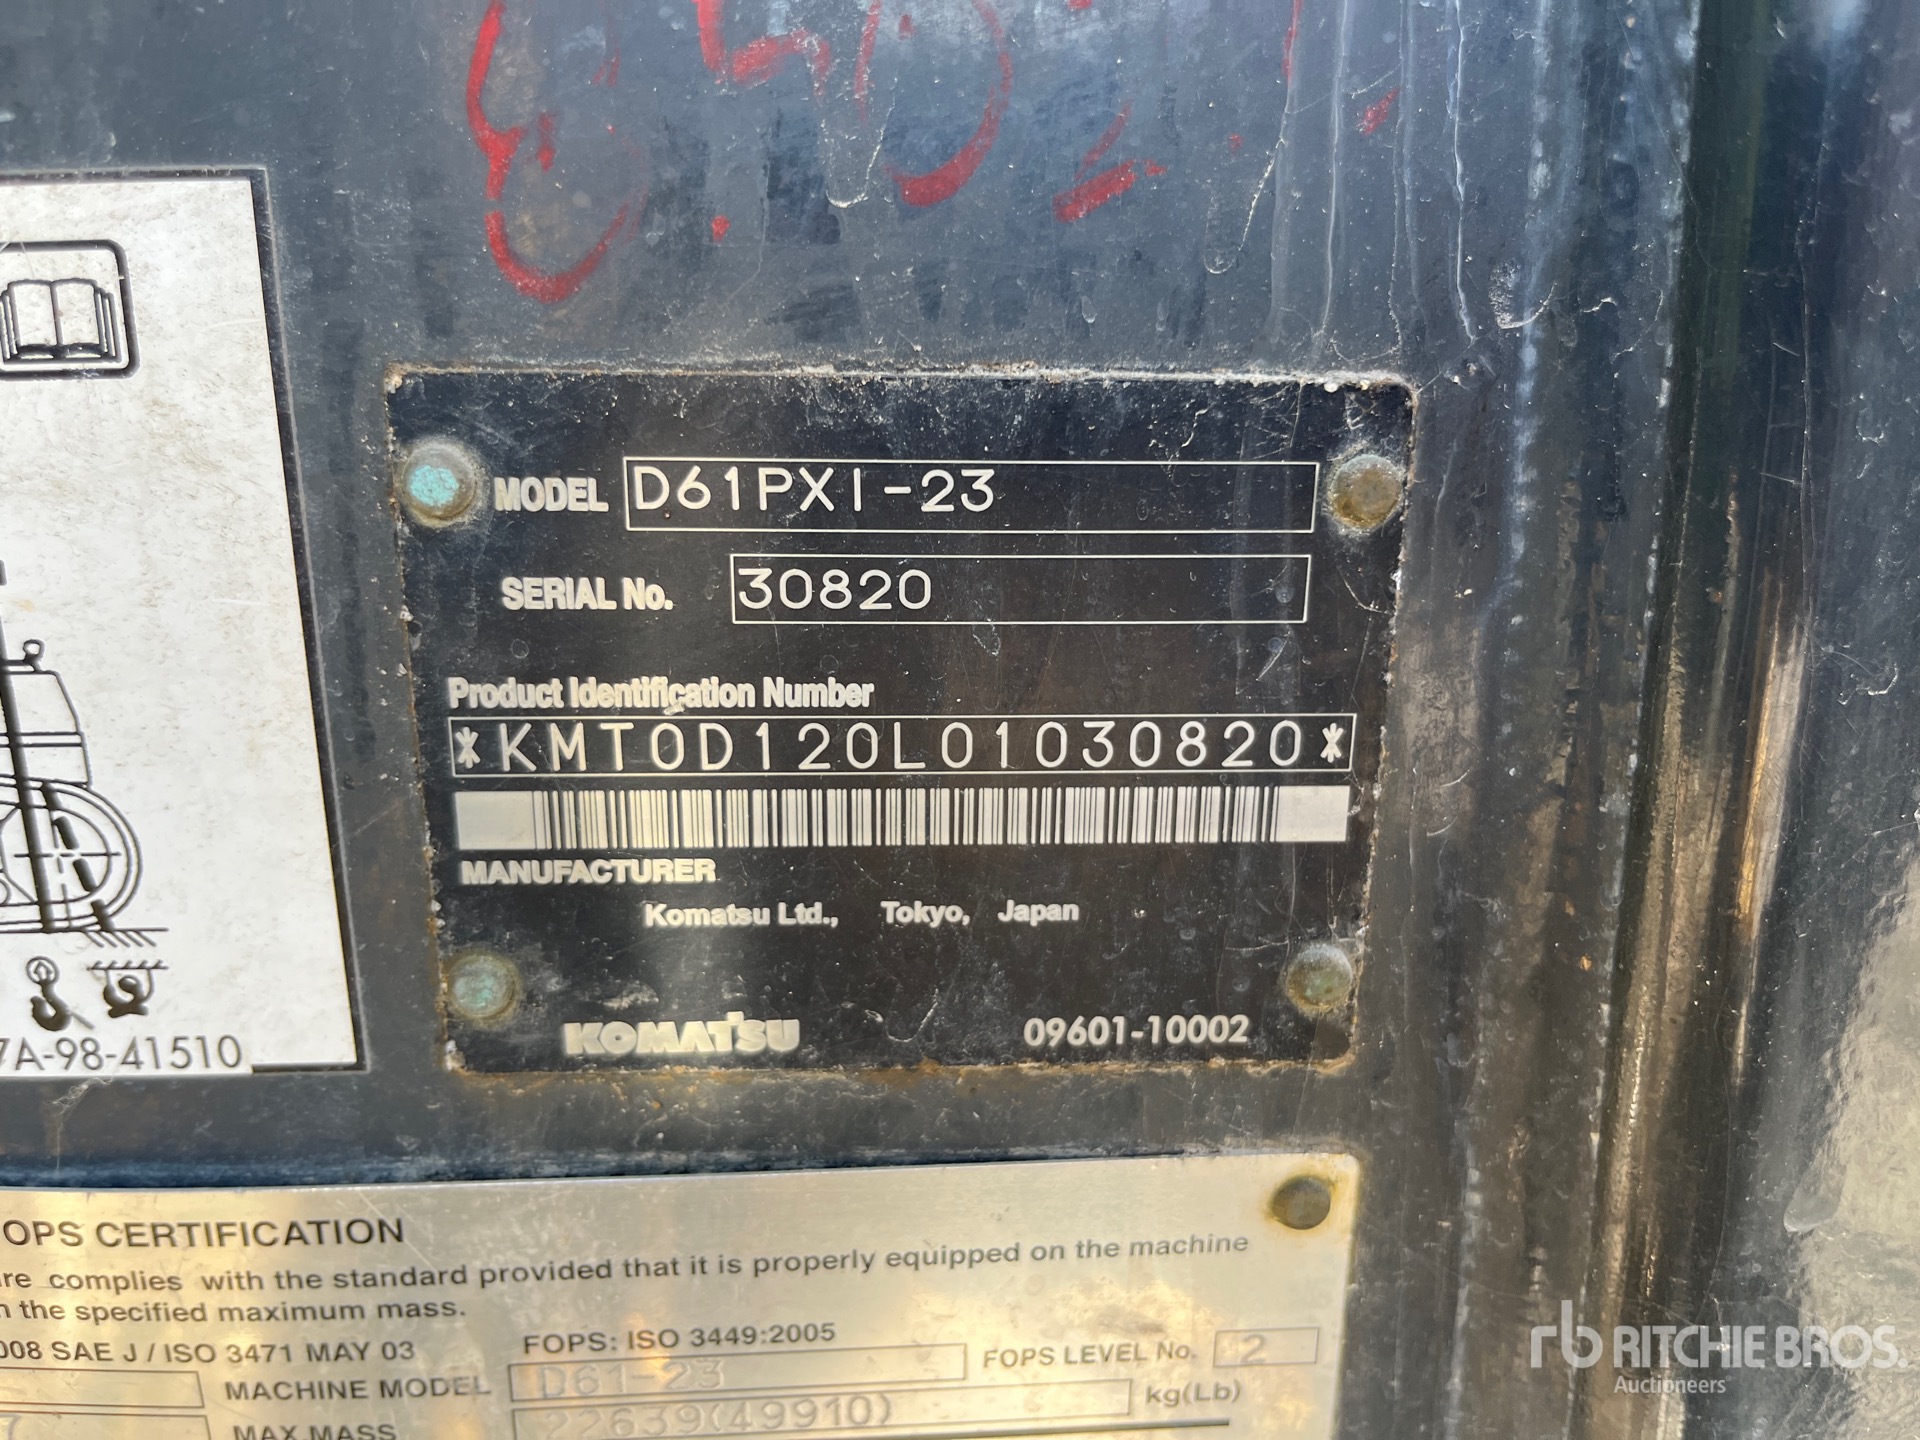 MODEL D61PXI-23
SERIAL No. 30820
Product Identification Number
*KMT0D120L01030820*
MANUFACTURER
Komatsu Ltd., Tokyo, Japan
KOMATSU 09601-10002
7A-98-41510
OPS CERTIFICATION
re complies with the standard provided that it is properly equipped on the machine
the specified maximum mass.
008 SAE J / ISO 3471 MAY 03 FOPS: ISO 3449:2005
FOPS LEVEL No. 2
MACHINE MODEL D61-23
MAX.MASS 22639(49910) kg(Lb)
rb RITCHIE BROS.
Auctioneers